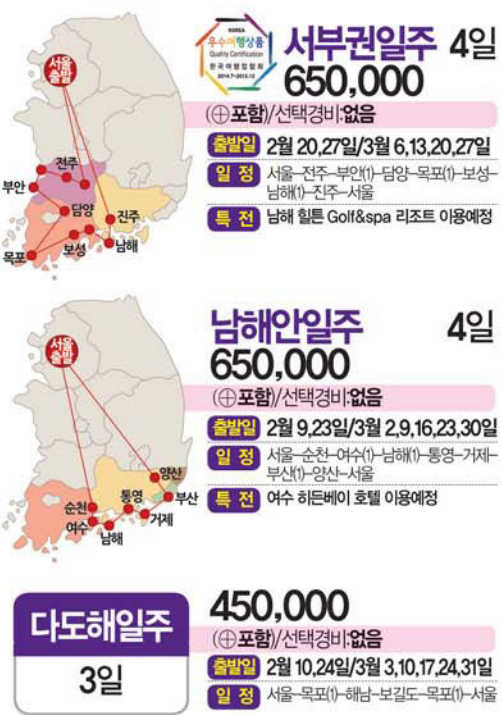 KOREA
우수여행상품
Quality Certification
한국여행업협회
2014.7~2015.12
서부권일주 4일
650,000
(⊕포함)/선택경비:없음
출발일 2월 20,27일/3월 6,13,20,27일
일 정 서울–전주–부안(1)–담양–목포(1)–보성–
남해(1)–진주–서울
특 전 남해 힐튼 Golf&spa 리조트 이용예정
서울
출발
전주
부안
담양
진주
목포
보성
남해
남해안일주 4일
650,000
(⊕포함)/선택경비:없음
출발일 2월 9,23일/3월 2,9,16,23,30일
일 정 서울–순천–여수(1)–남해(1)–통영–거제–
부산(1)–양산–서울
특 전 여수 히든베이 호텔 이용예정
서울
출발
양산
순천
통영
부산
여수
거제
남해
다도해일주
3일
450,000
(⊕포함)/선택경비:없음
출발일 2월 10,24일/3월 3,10,17,24,31일
일 정 서울–목포(1)–해남–보길도–목포(1)–서울